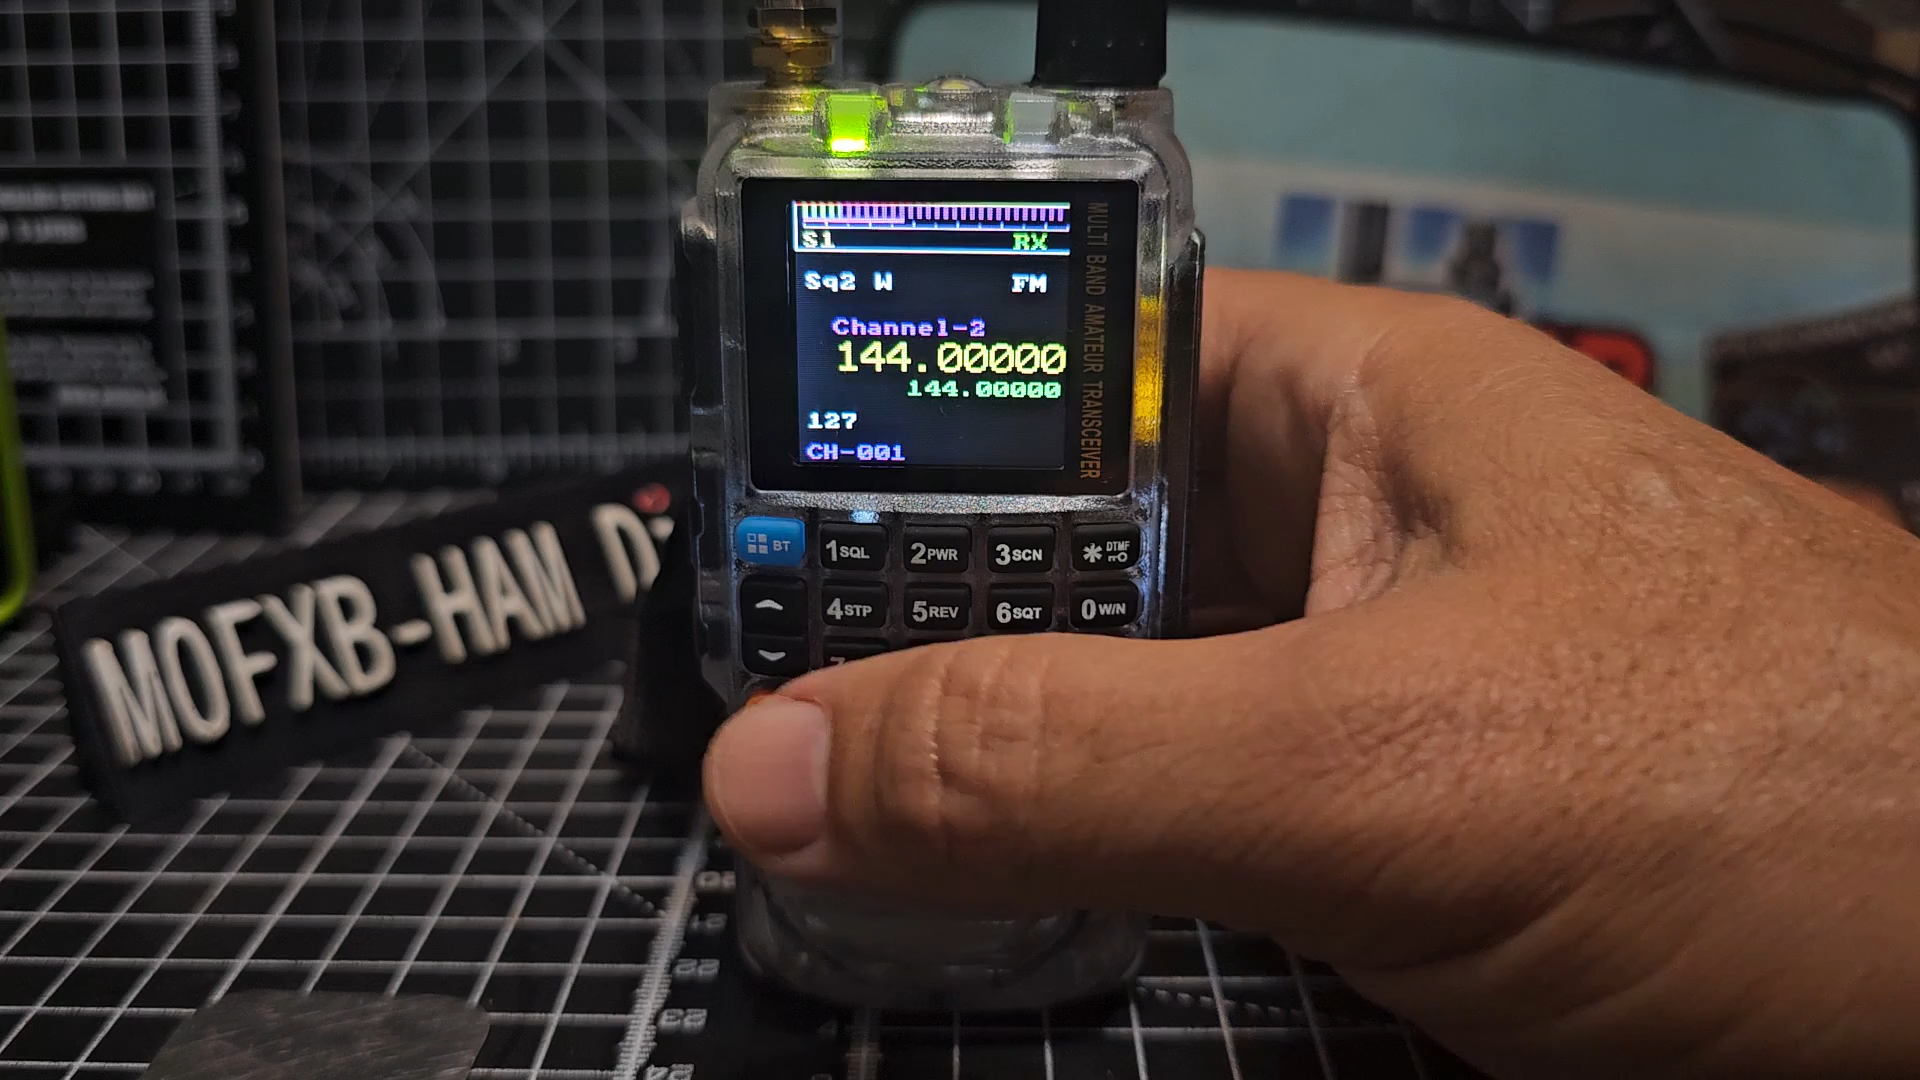 S1 RX
Sq2 W FM
Channel-2
144.00000
144.00000
127
CH-001
MULTI BAND AMATEUR TRANSCEIVER
BT 1SQL 2PWR 3SCN * DTMF
4STP 5REV 6SQT 0W/N
M0FXB-HAM